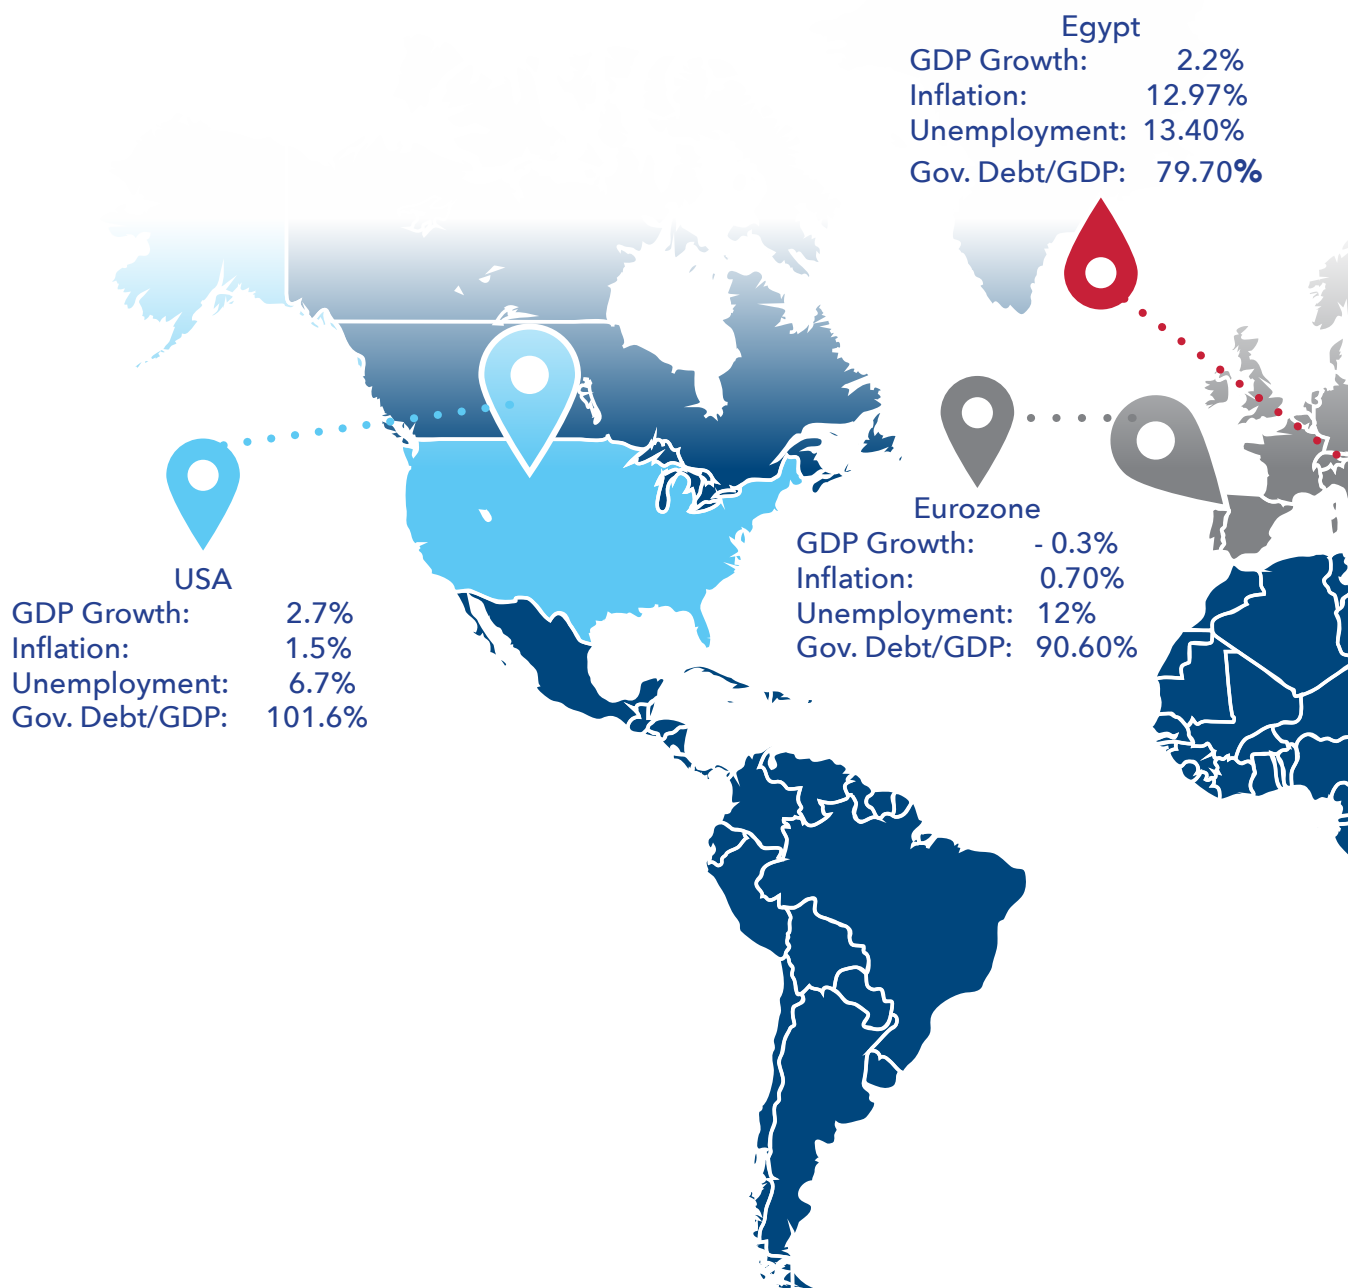 Egypt
GDP Growth: 2.2%
Inflation: 12.97%
Unemployment: 13.40%
Gov. Debt/GDP: 79.70%
Eurozone
GDP Growth: - 0.3%
Inflation: 0.70%
Unemployment: 12%
Gov. Debt/GDP: 90.60%
USA
GDP Growth: 2.7%
Inflation: 1.5%
Unemployment: 6.7%
Gov. Debt/GDP: 101.6%